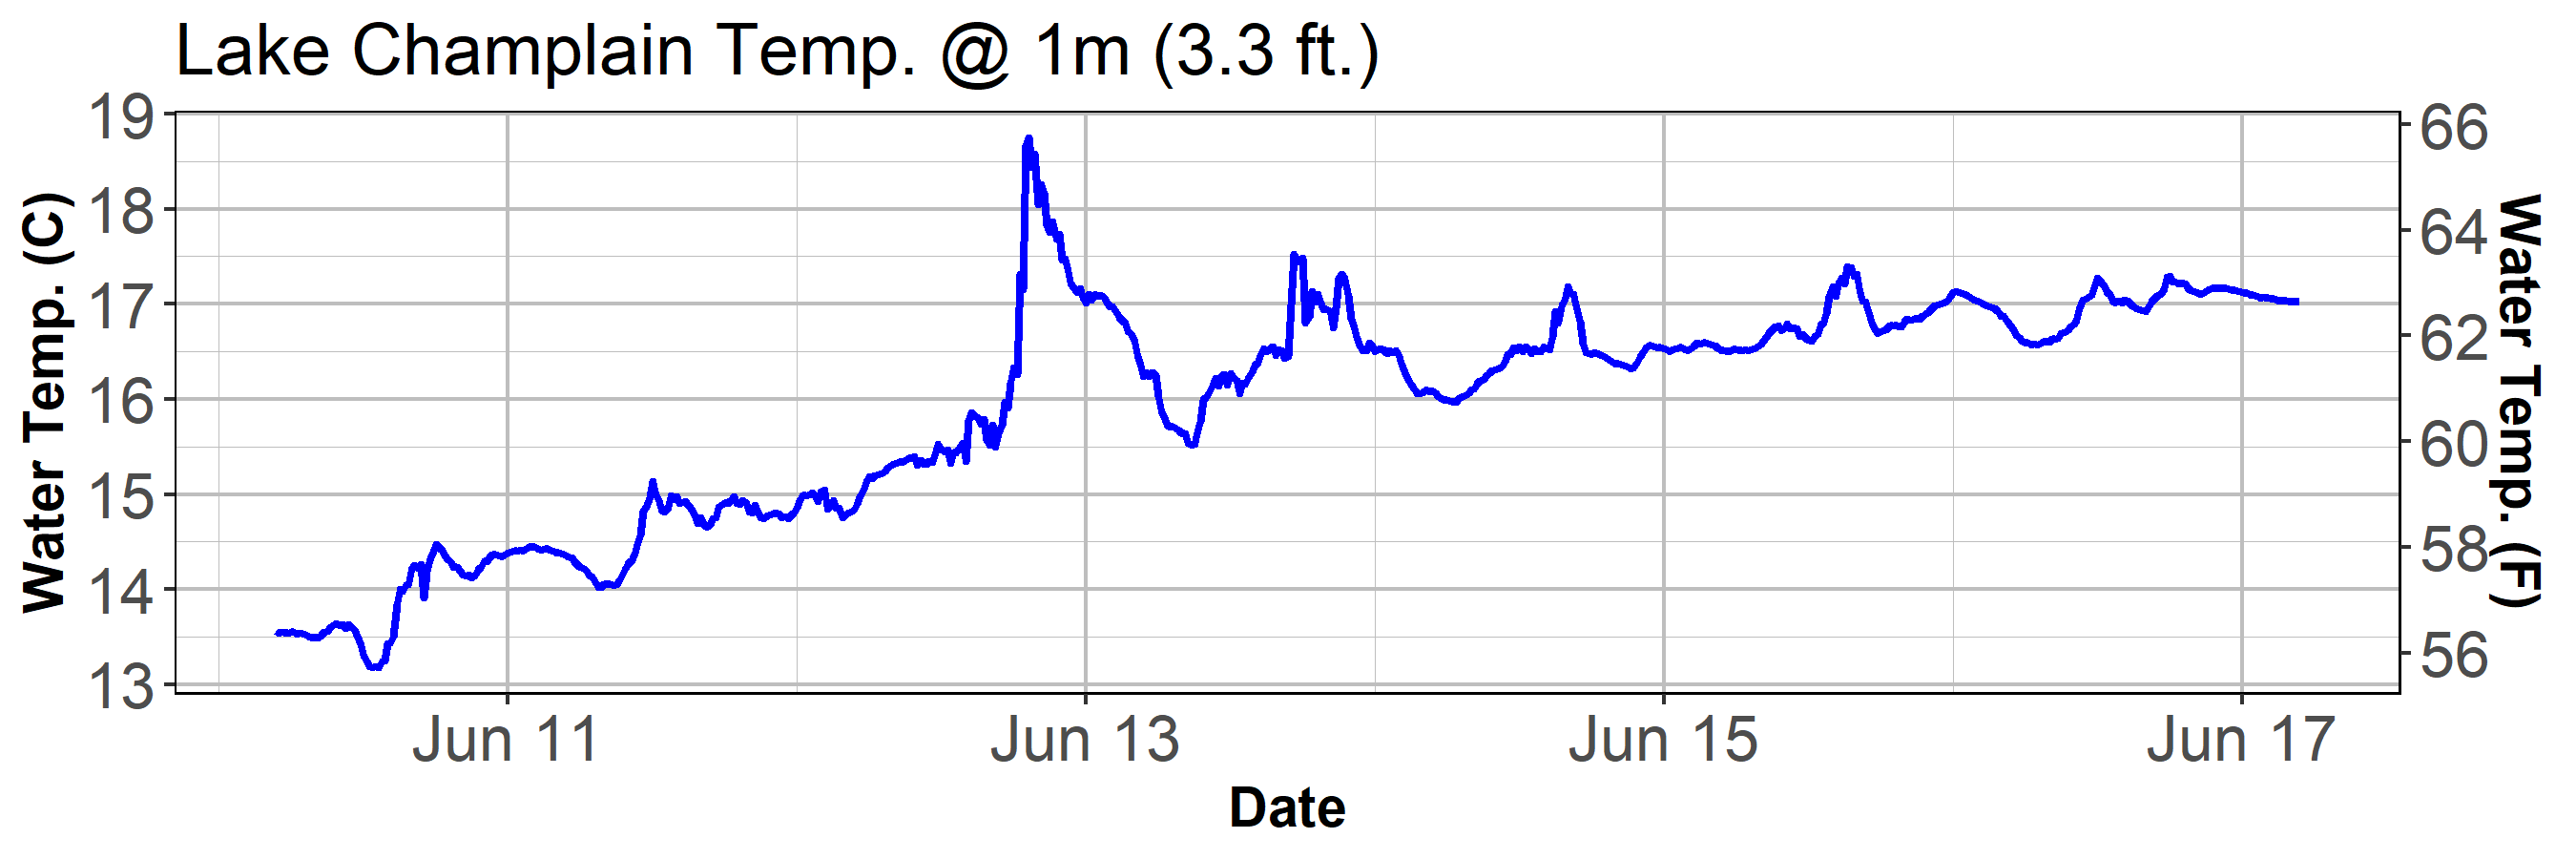 Lake Champlain Temp. @ 1m (3.3 ft.)
Water Temp. (C)
19
18
17
16
15
14
13
66
64
62
60
58
56
Water Temp. (F)
Jun 11 Jun 13 Jun 15 Jun 17
Date